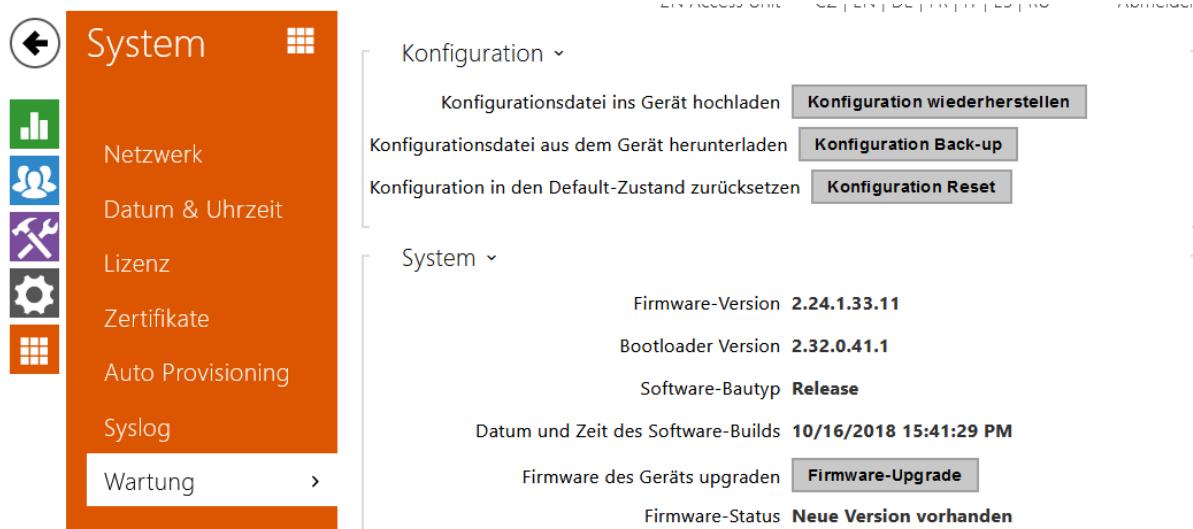 System
Netzwerk
Datum & Uhrzeit
Lizenz
Zertifikate
Auto Provisioning
Syslog
Wartung
Konfiguration
Konfigurationsdatei ins Gerät hochladen Konfiguration wiederherstellen
Konfigurationsdatei aus dem Gerät herunterladen Konfiguration Back-up
Konfiguration in den Default-Zustand zurücksetzen Konfiguration Reset
System
Firmware-Version 2.24.1.33.11
Bootloader Version 2.32.0.41.1
Software-Bautyp Release
Datum und Zeit des Software-Builds 10/16/2018 15:41:29 PM
Firmware des Geräts upgraden Firmware-Upgrade
Firmware-Status Neue Version vorhanden